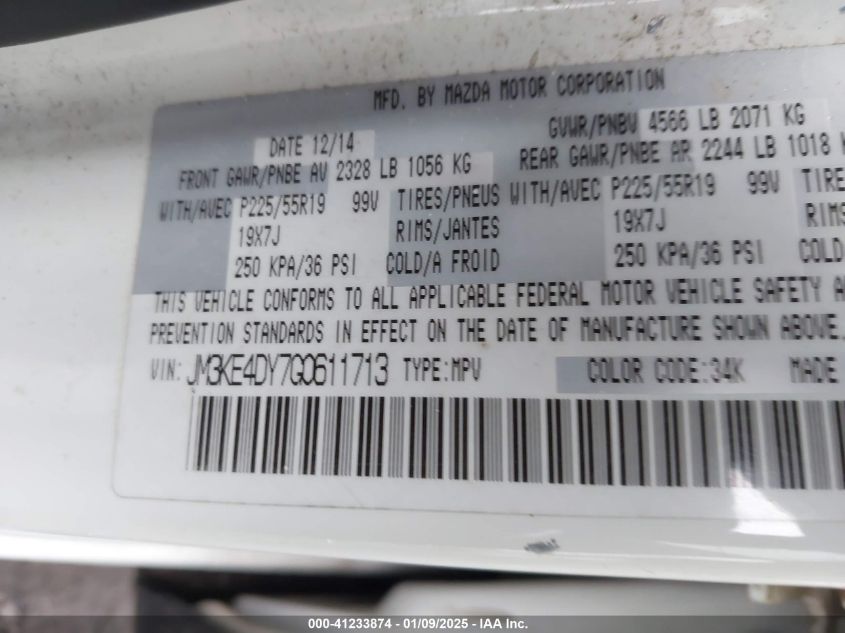 MFD. BY MAZDA MOTOR CORPORATION
DATE 12/14 GVWR/PNBV 4566 LB 2071 KG
FRONT GAWR/PNBE AV 2328 LB 1056 KG REAR GAWR/PNBE AR 2244 LB 1018 K
WITH/AVEC P225/55R19 99V TIRES/PNEUS WITH/AVEC P225/55R19 99V TIRE
19X7J RIMS/JANTES 19X7J RIMS
250 KPA/36 PSI COLD/A FROID 250 KPA/36 PSI COLD
THIS VEHICLE CONFORMS TO ALL APPLICABLE FEDERAL MOTOR VEHICLE SAFETY A
PREVENTION STANDARDS IN EFFECT ON THE DATE OF MANUFACTURE SHOWN ABOVE.
VIN: JM3KE4DY7G0611713 TYPE:MPV COLOR CODE:34K MADE
000-41233874 - 01/09/2025 - IAA Inc.